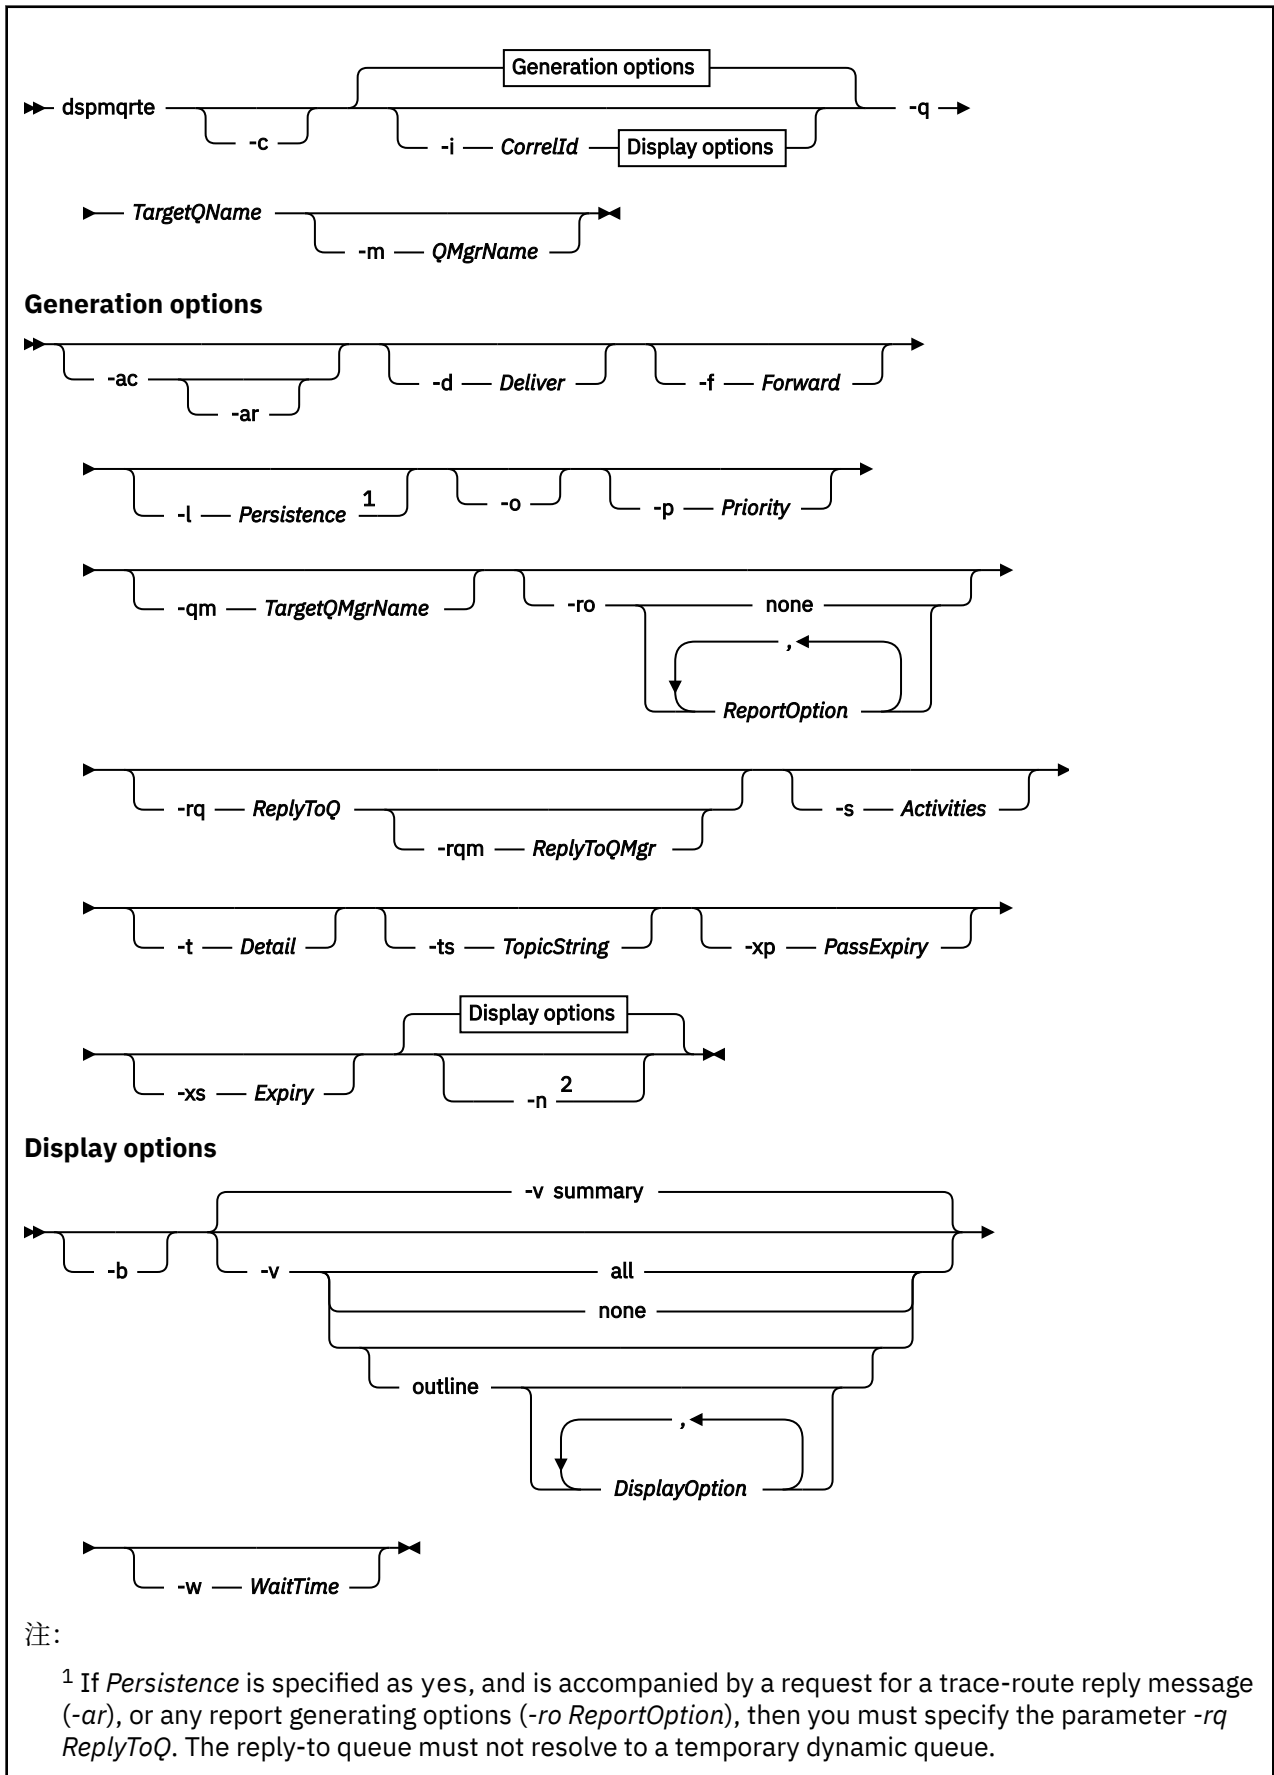 Generation options
dspmqrte -q
-c -i CorrelId Display options
TargetQName
-m QMgrName
Generation options
-ac -d Deliver -f Forward
-ar
-l Persistence 1 -o -p Priority
-qm TargetQMgrName -ro none
,
ReportOption
-rq ReplyToQ -s Activities
-rqm ReplyToQMgr
-t Detail -ts TopicString -xp PassExpiry
Display options
-xs Expiry -n 2
Display options
-v summary
-b -v all
none
outline
,
DisplayOption
-w WaitTime
注：
1 If Persistence is specified as yes, and is accompanied by a request for a trace-route reply message
(-ar), or any report generating options (-ro ReportOption), then you must specify the parameter -rq
ReplyToQ. The reply-to queue must not resolve to a temporary dynamic queue.